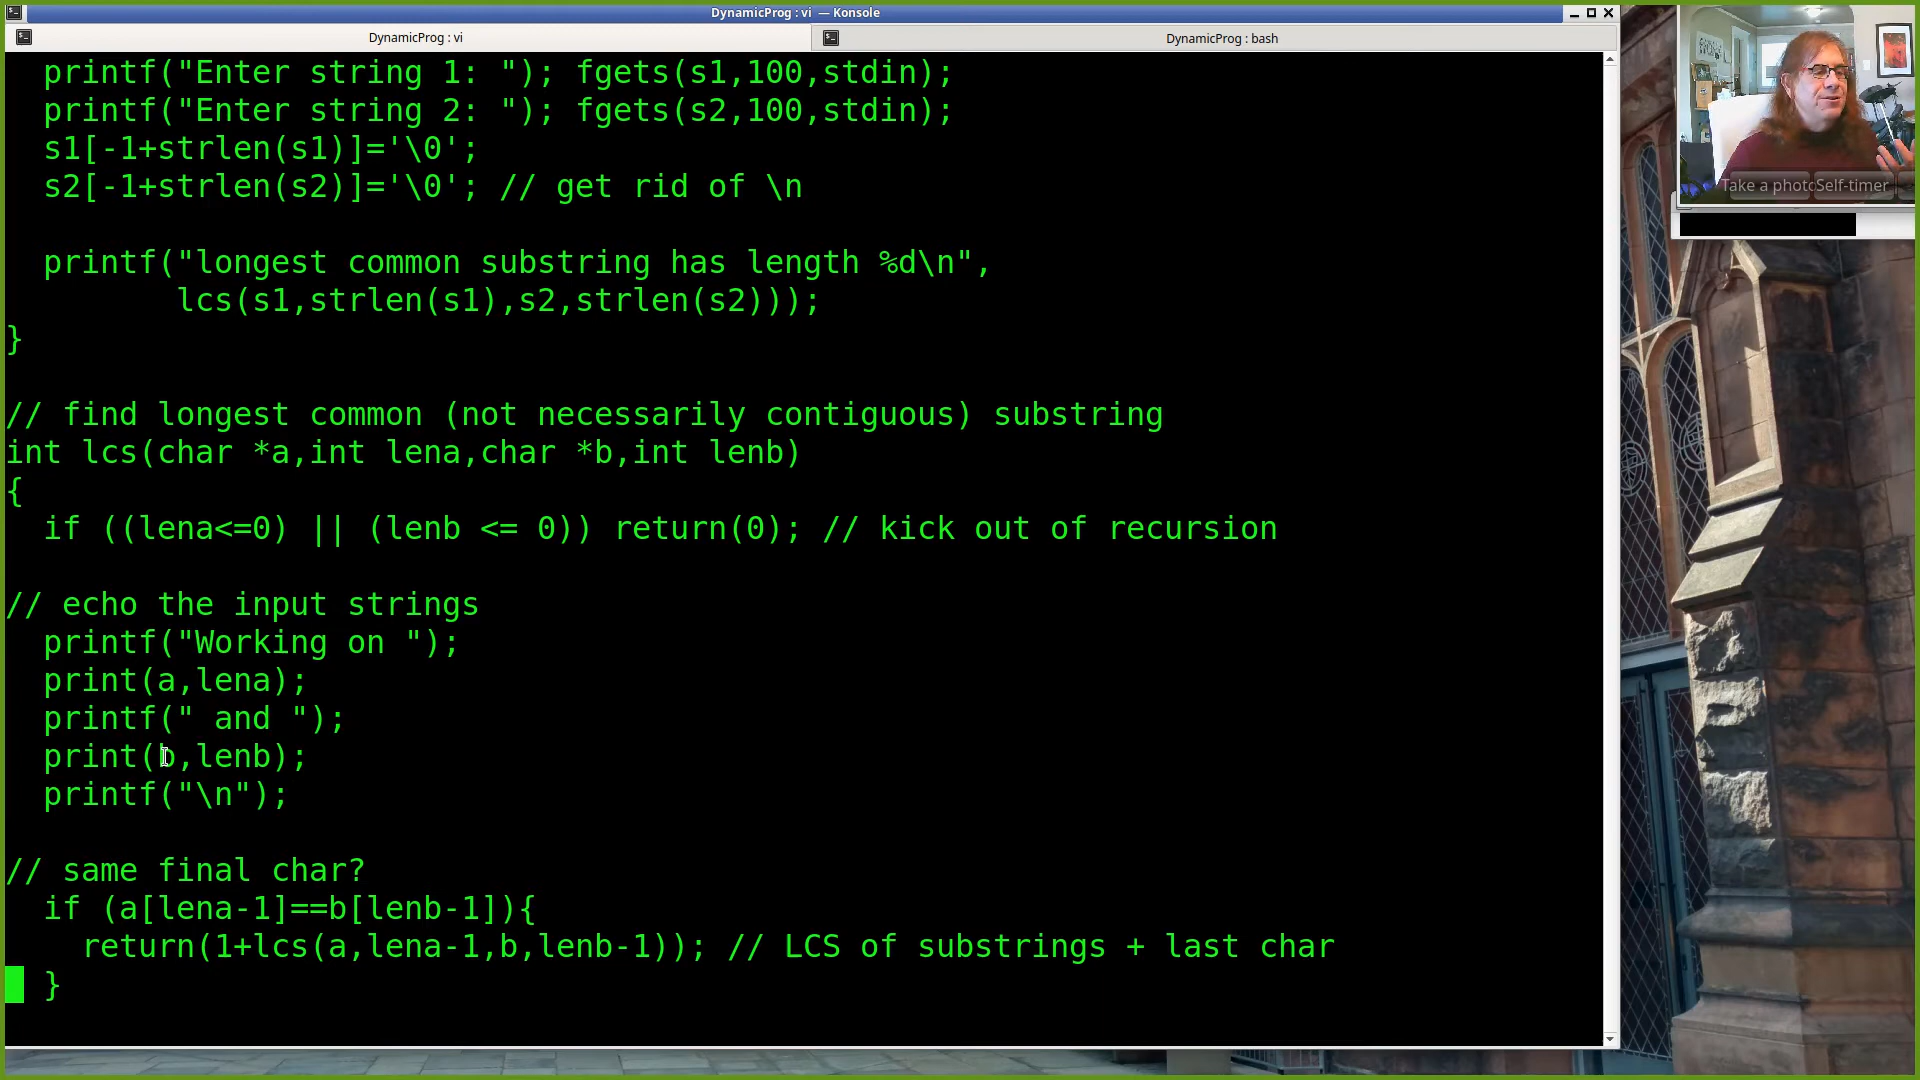 DynamicProg : vi — Konsole
DynamicProg : vi
DynamicProg : bash
printf("Enter string 1: "); fgets(s1,100,stdin);
printf("Enter string 2: "); fgets(s2,100,stdin);
s1[-1+strlen(s1)]='\0';
s2[-1+strlen(s2)]='\0'; // get rid of \n
printf("longest common substring has length %d\n",
lcs(s1,strlen(s1),s2,strlen(s2)));
}
// find longest common (not necessarily contiguous) substring
int lcs(char *a,int lena,char *b,int lenb)
{
if ((lena<=0) || (lenb <= 0)) return(0); // kick out of recursion
// echo the input strings
printf("Working on ");
print(a,lena);
printf(" and ");
print(b,lenb);
printf("\n");
// same final char?
if (a[lena-1]==b[lenb-1]){
return(1+lcs(a,lena-1,b,lenb-1)); // LCS of substrings + last char
}
Take a photo
Self-timer